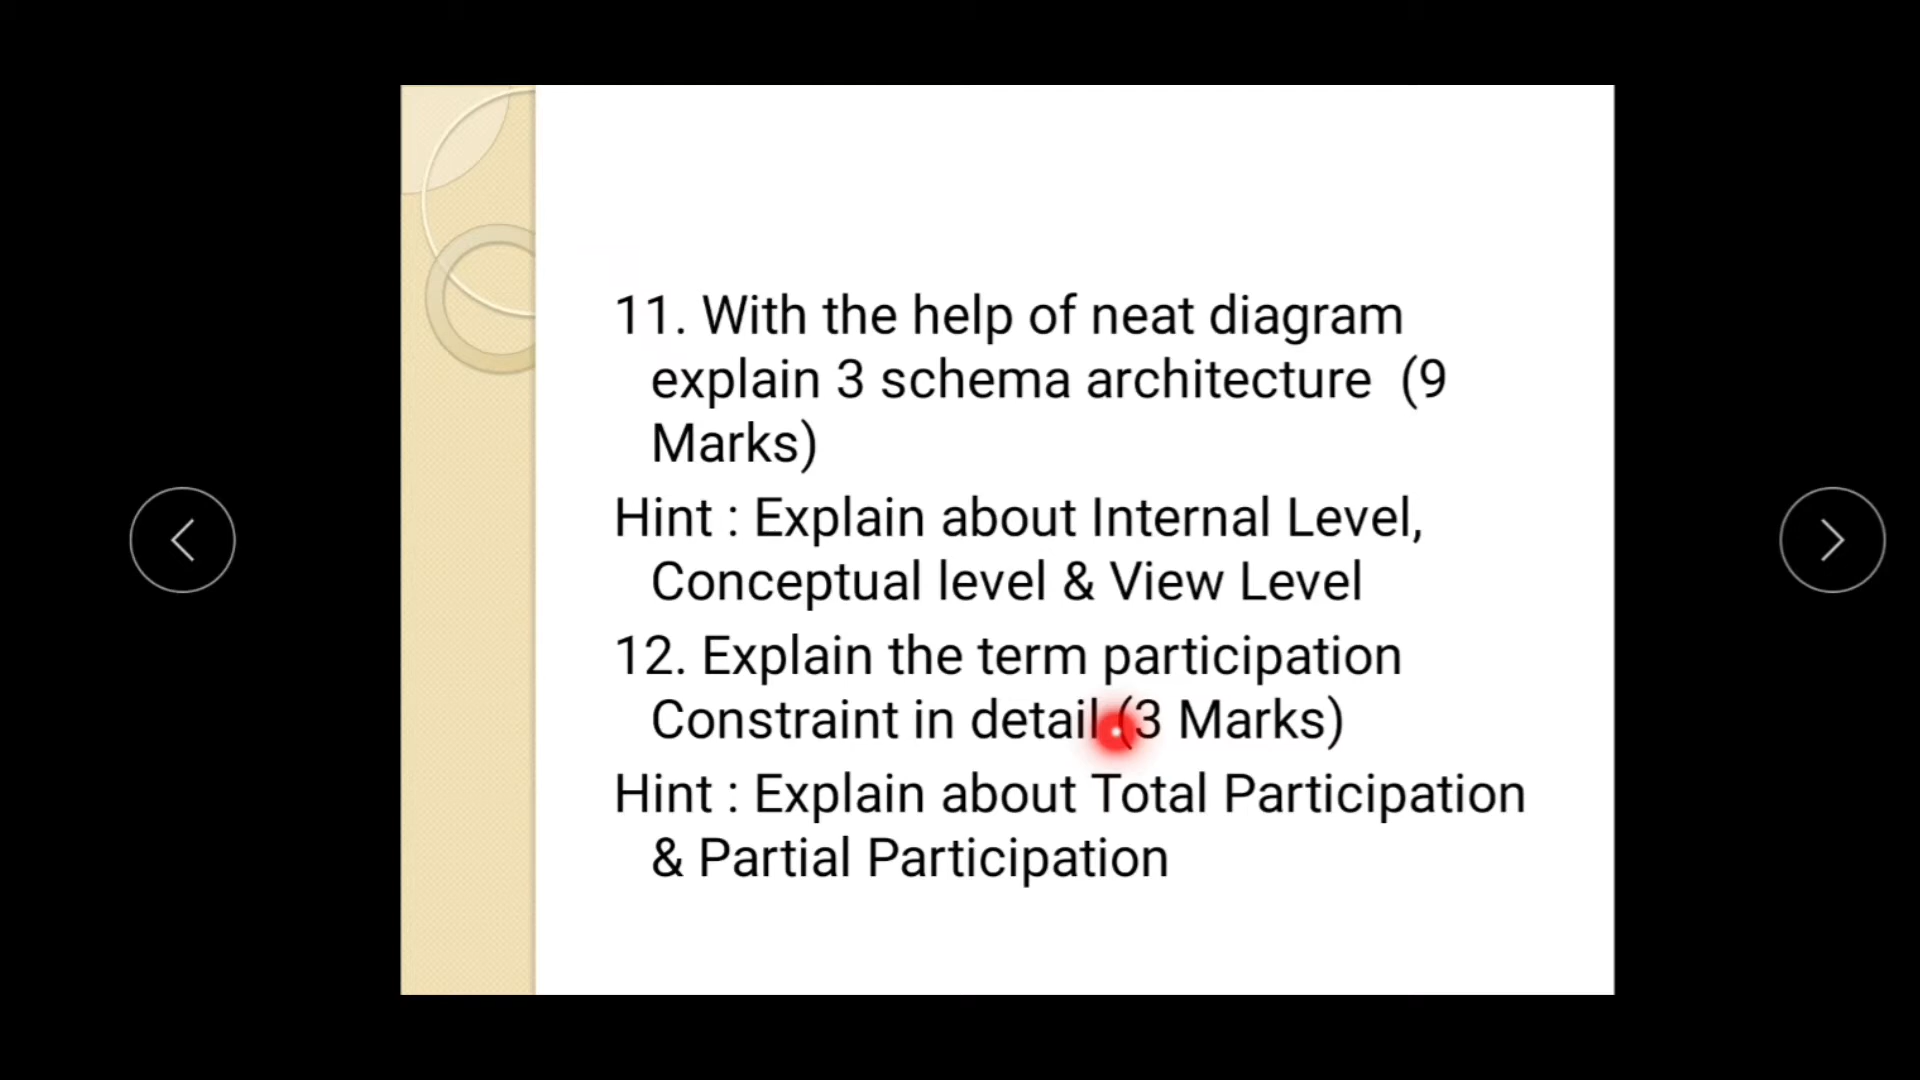 11. With the help of neat diagram
explain 3 schema architecture (9
Marks)
Hint : Explain about Internal Level,
Conceptual level & View Level
12. Explain the term participation
Constraint in detail (3 Marks)
Hint : Explain about Total Participation
& Partial Participation